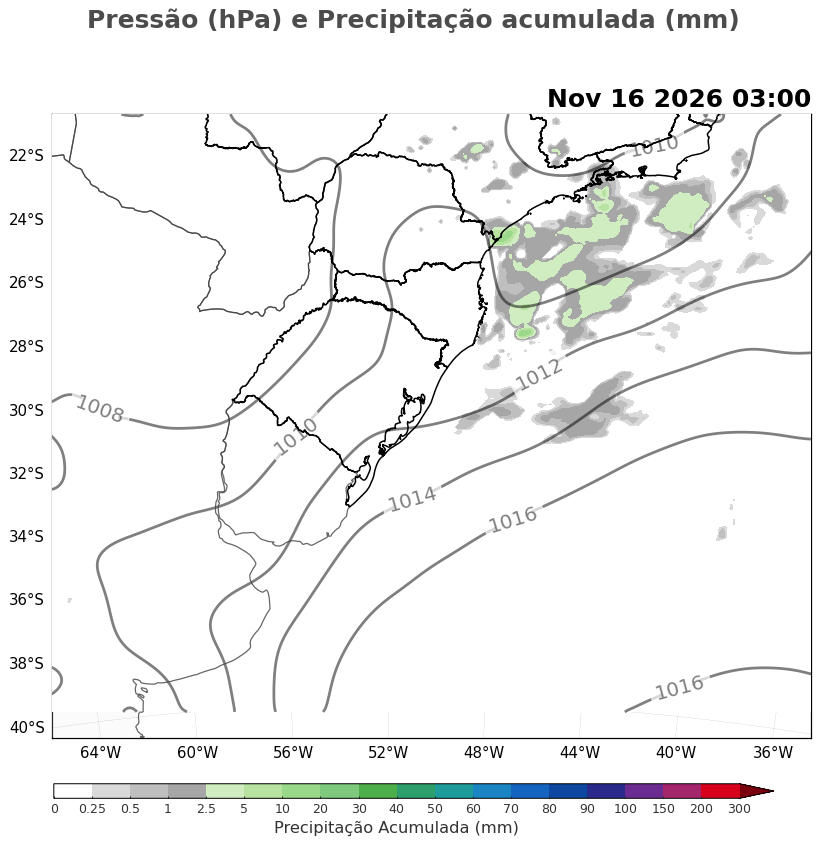 Pressão (hPa) e Precipitação acumulada (mm)
Nov 16 2026 03:00
22°S
24°S
26°S
28°S
30°S
32°S
34°S
36°S
38°S
40°S
1010
1008
1012
1010
1014
1016
1016
64°W 60°W 56°W 52°W 48°W 44°W 40°W 36°W
0 0.25 0.5 1 2.5 5 10 20 30 40 50 60 70 80 90 100 150 200 300
Precipitação Acumulada (mm)